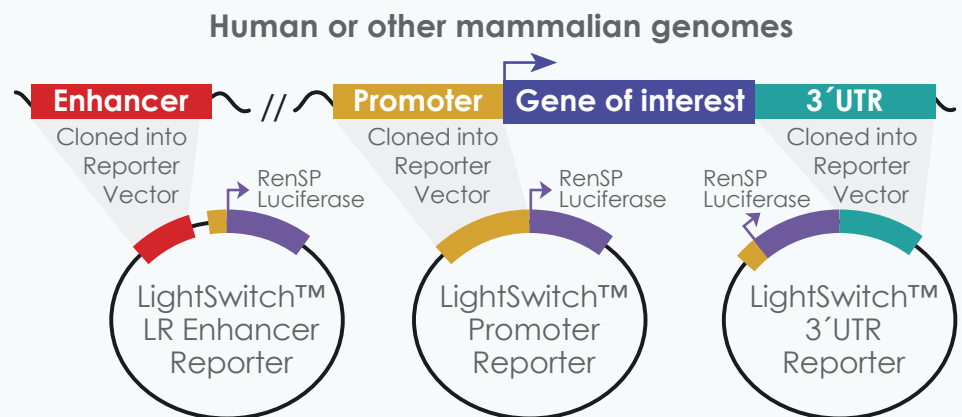 Human or other mammalian genomes
Enhancer
//
Promoter
Gene of interest
3´UTR
Cloned into
Reporter
Vector
RenSP
Luciferase
Cloned into
Reporter
Vector
RenSP
Luciferase
RenSP
Luciferase
Cloned into
Reporter
Vector
LightSwitch™
LR Enhancer
Reporter
LightSwitch™
Promoter
Reporter
LightSwitch™
3´UTR
Reporter